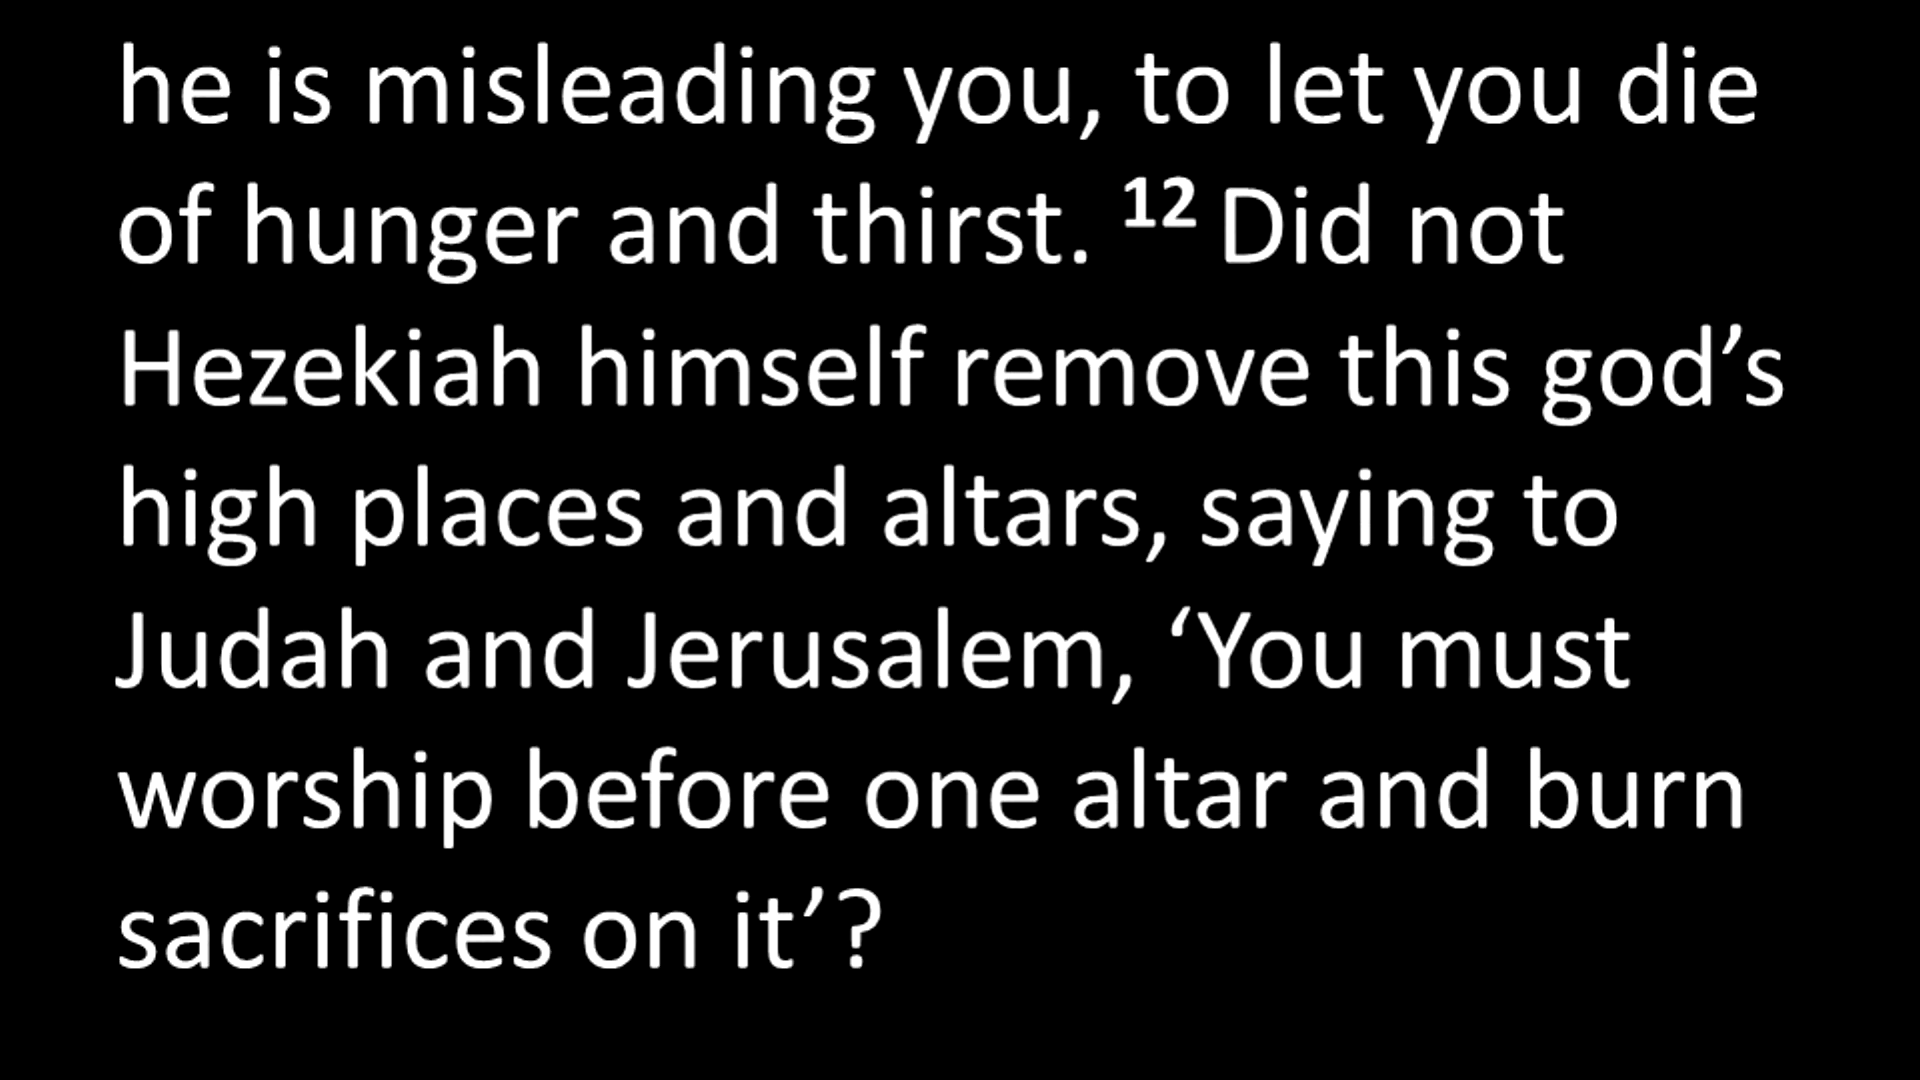 he is misleading you, to let you die
of hunger and thirst. 12 Did not
Hezekiah himself remove this god’s
high places and altars, saying to
Judah and Jerusalem, ‘You must
worship before one altar and burn
sacrifices on it’?